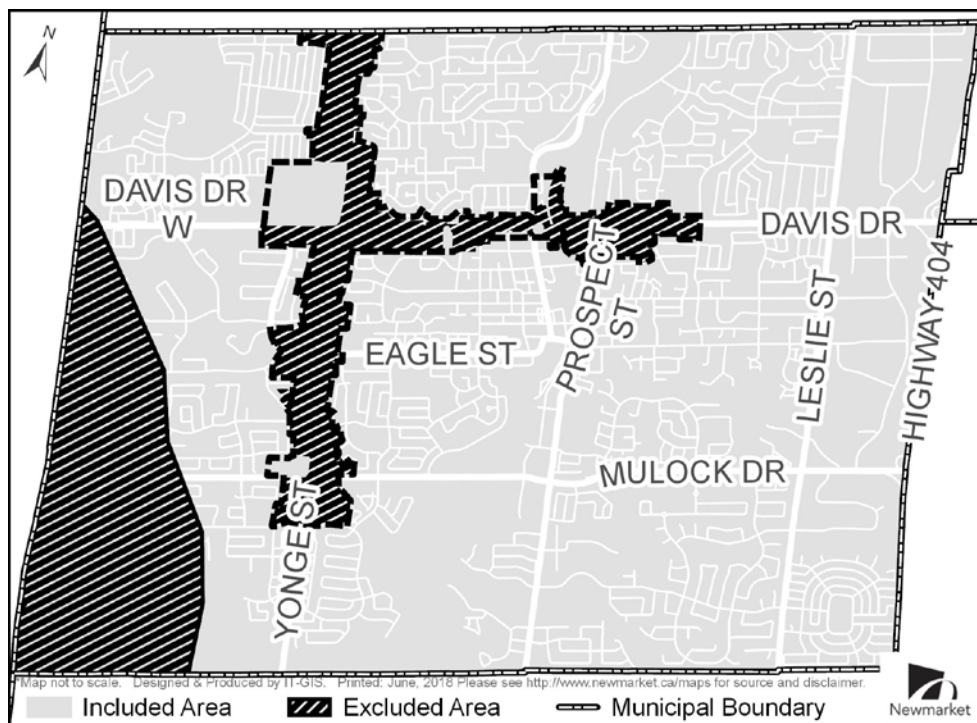 N
DAVIS DR
W
DAVIS DR
PROSPECT
ST
EAGLE ST
LESLIE ST
HIGHWAY 404
MULOCK DR
YONGE ST
*Map not to scale. Designed & Produced by IT-GIS. Printed: June, 2018 Please see http://www.newmarket.ca/maps for source and disclaimer.
Included Area Excluded Area Municipal Boundary
Newmarket